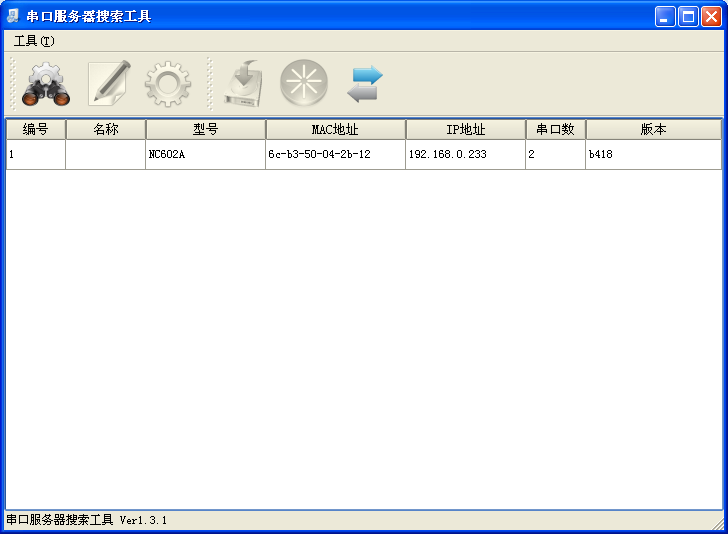 串口服务器搜索工具
工具(T)
编号 名称 型号 MAC地址 IP地址 串口数 版本
1 NC602A 6c-b3-50-04-2b-12 192.168.0.233 2 b418
串口服务器搜索工具 Ver1.3.1